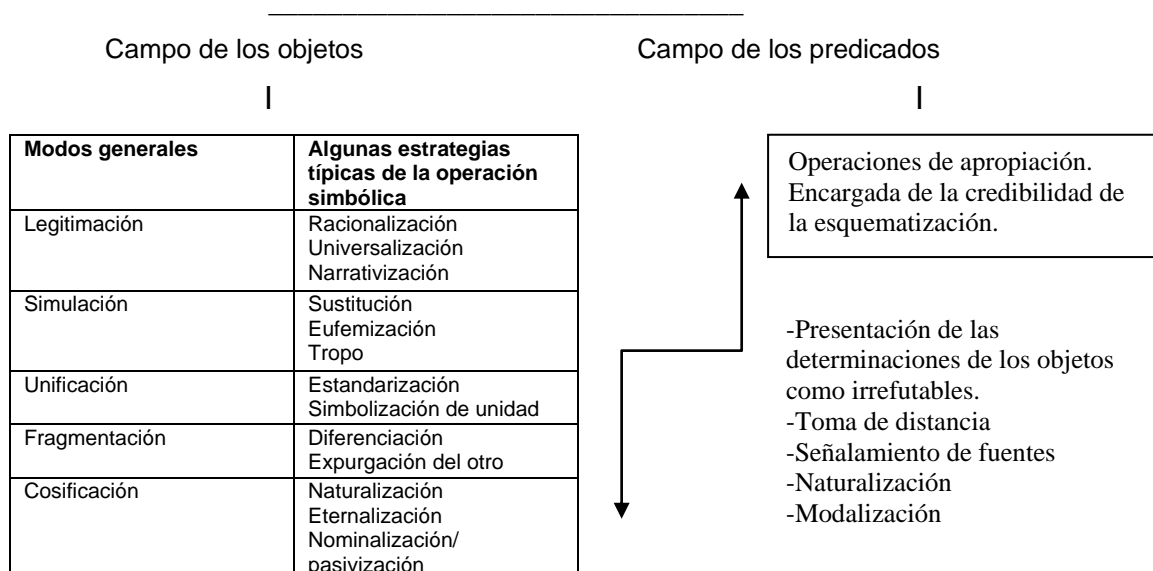 Campo de los objetos
Campo de los predicados
Modos generales
Algunas estrategias
típicas de la operación
simbólica
Legitimación
Racionalización
Universalización
Narrativización
Simulación
Sustitución
Eufemización
Tropo
Unificación
Estandarización
Simbolización de unidad
Fragmentación
Diferenciación
Expurgación del otro
Cosificación
Naturalización
Eternalización
Nominalización/
pasivización
Operaciones de apropiación.
Encargada de la credibilidad de
la esquematización.
-Presentación de las
determinaciones de los objetos
como irrefutables.
-Toma de distancia
-Señalamiento de fuentes
-Naturalización
-Modalización